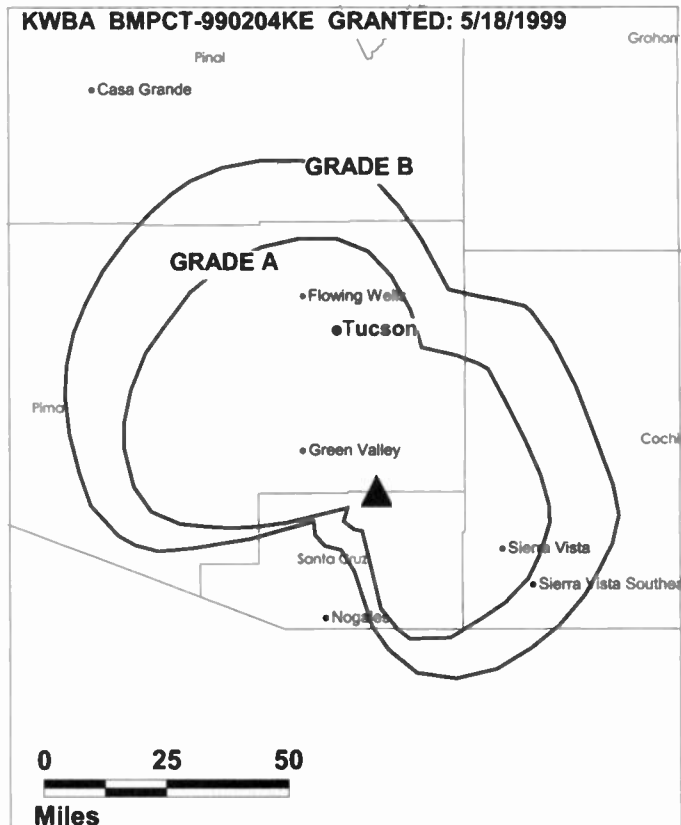 KWBA BMPCT-990204KE GRANTED: 5/18/1999
Graham
Pinal
Casa Grande
GRADE B
GRADE A
Flowing Wells
Tucson
Pima
Cochi
Green Valley
Sierra Vista
Santa Cruz
Sierra Vista Southea
Nogales
0 25 50
Miles